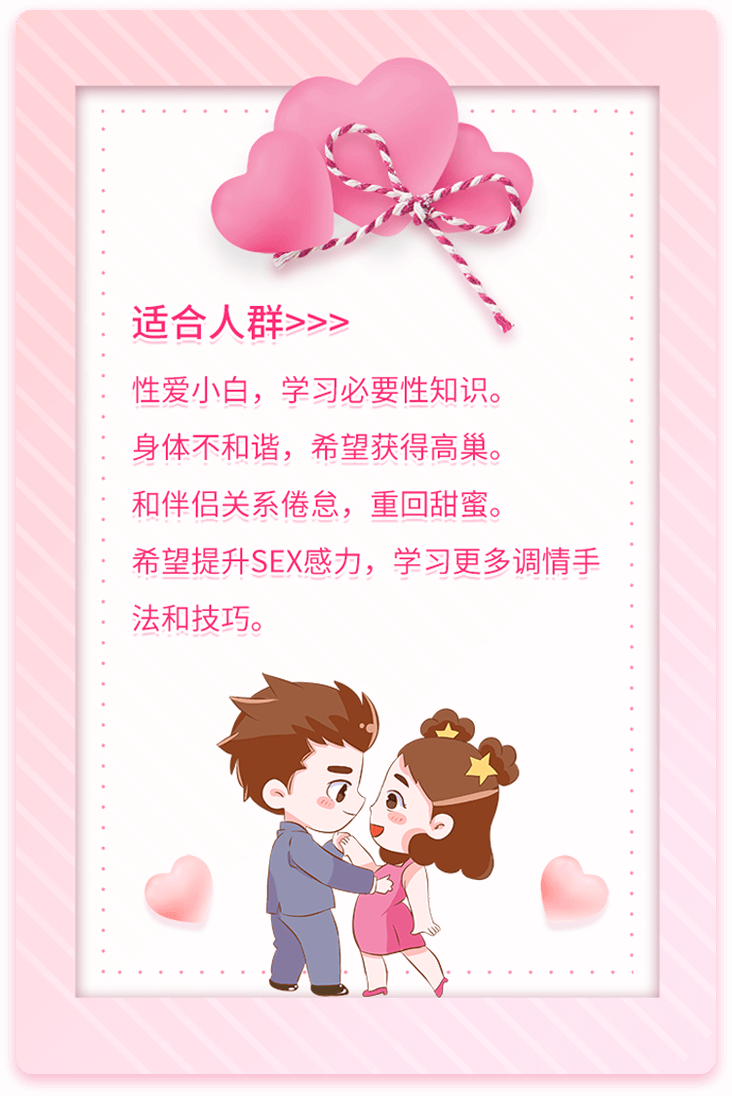 适合人群>>>
性爱小白，学习必要性知识。
身体不和谐，希望获得高巢。
和伴侣关系倦怠，重回甜蜜。
希望提升SEX感力，学习更多调情手
法和技巧。